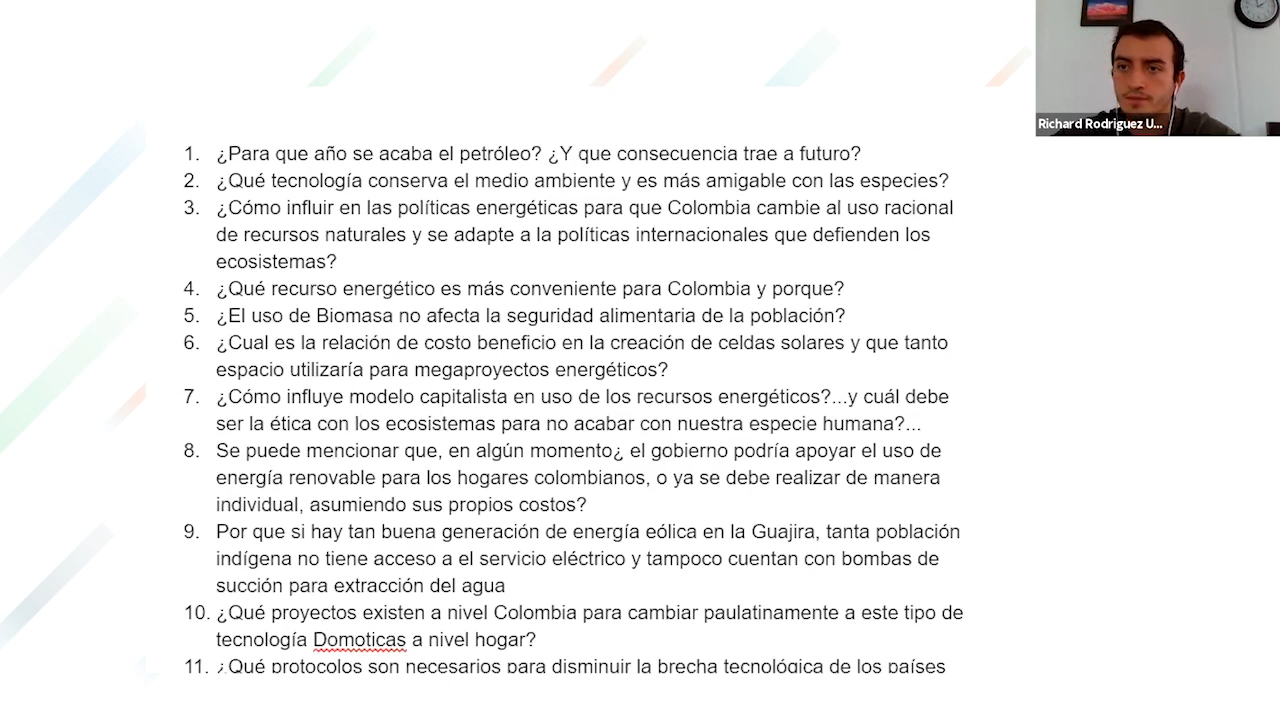 Richard Rodriguez U...
1. ¿Para que año se acaba el petróleo? ¿Y que consecuencia trae a futuro?
2. ¿Qué tecnología conserva el medio ambiente y es más amigable con las especies?
3. ¿Cómo influir en las políticas energéticas para que Colombia cambie al uso racional
de recursos naturales y se adapte a la políticas internacionales que defienden los
ecosistemas?
4. ¿Qué recurso energético es más conveniente para Colombia y porque?
5. ¿El uso de Biomasa no afecta la seguridad alimentaria de la población?
6. ¿Cual es la relación de costo beneficio en la creación de celdas solares y que tanto
espacio utilizaría para megaproyectos energéticos?
7. ¿Cómo influye modelo capitalista en uso de los recursos energéticos?...y cuál debe
ser la ética con los ecosistemas para no acabar con nuestra especie humana?...
8. Se puede mencionar que, en algún momento¿ el gobierno podría apoyar el uso de
energía renovable para los hogares colombianos, o ya se debe realizar de manera
individual, asumiendo sus propios costos?
9. Por que si hay tan buena generación de energía eólica en la Guajira, tanta población
indígena no tiene acceso a el servicio eléctrico y tampoco cuentan con bombas de
succión para extracción del agua
10. ¿Qué proyectos existen a nivel Colombia para cambiar paulatinamente a este tipo de
tecnología Domoticas a nivel hogar?
11. ¿Qué protocolos son necesarios para disminuir la brecha tecnológica de los países